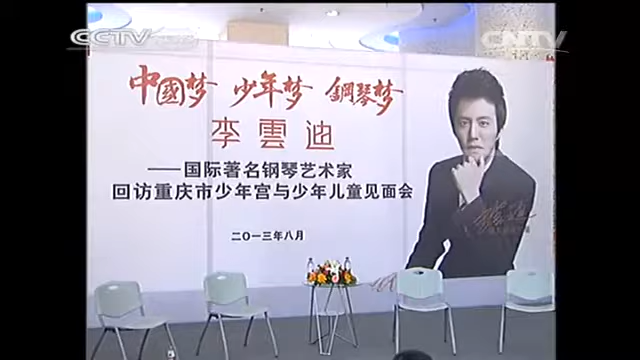 CCTV
CNTV
中國梦 少年梦 鋼琴梦
李雲迪
——国际著名钢琴艺术家
回访重庆市少年宫与少年儿童见面会
二〇一三年八月